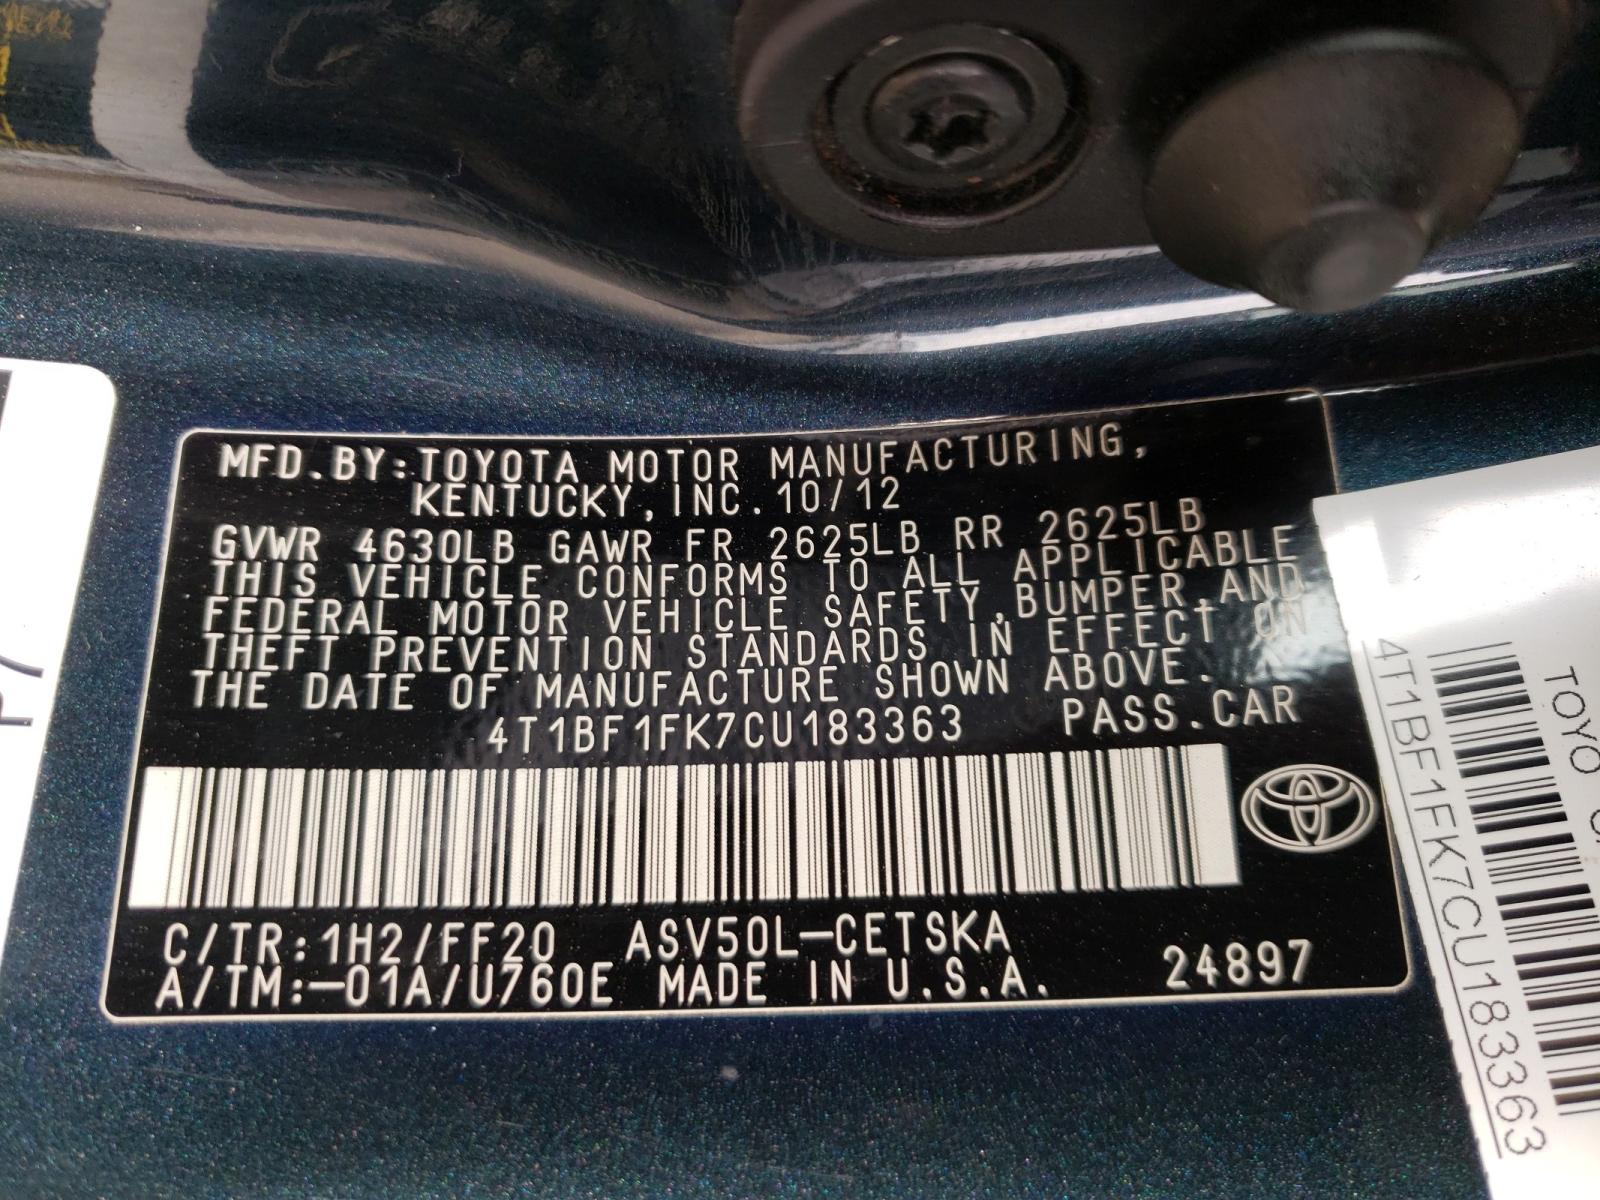 MFD.BY:TOYOTA MOTOR MANUFACTURING,
KENTUCKY,INC. 10/12
GVWR 4630LB GAWR FR 2625LB RR 2625LB
THIS VEHICLE CONFORMS TO ALL APPLICABLE
FEDERAL MOTOR VEHICLE SAFETY,BUMPER,AND
THEFT PREVENTION STANDARDS IN EFFECT ON
THE DATE OF MANUFACTURE SHOWN ABOVE.
4T1BF1FK7CU183363 PASS.CAR
C/TR:1H2/FF20 ASV50L-CETSKA
A/TM:-01A/U760E MADE IN U.S.A. 24897
4T1BF1FK7CU183363
TOYO